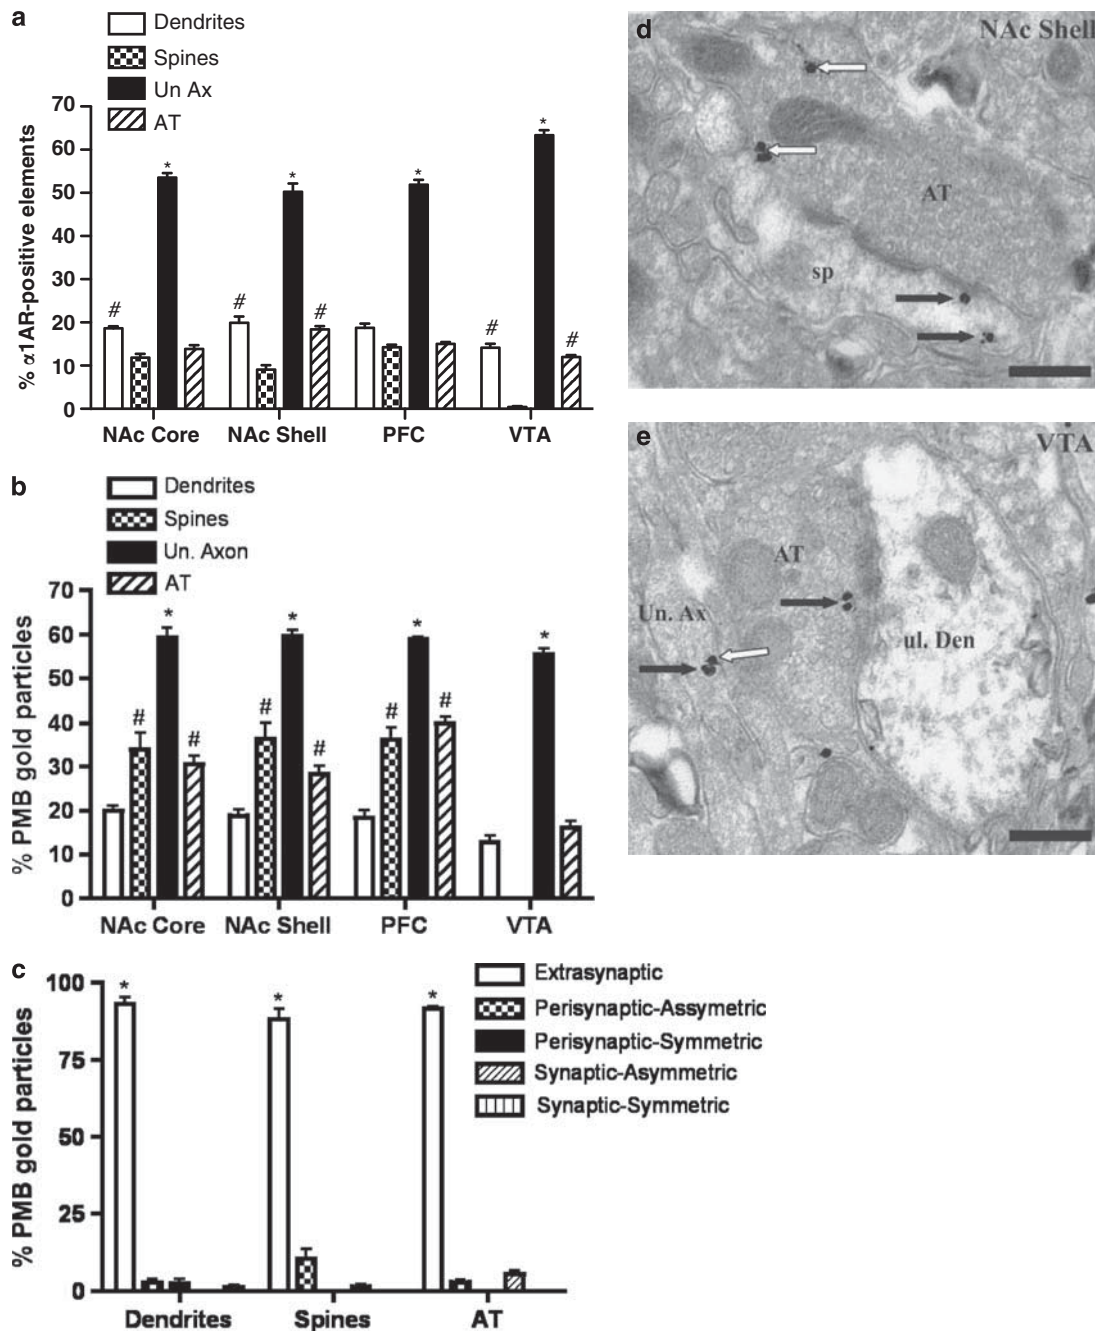 a
Dendrites
Spines
Un Ax
AT
% α1AR-positive elements
70
60
50
40
30
20
10
0
* * * *
# # # # #
NAc Core NAc Shell PFC VTA
b
Dendrites
Spines
Un. Axon
AT
% PMB gold particles
70
60
50
40
30
20
10
0
* * * *
# # # # # #
NAc Core NAc Shell PFC VTA
c
Extrasynaptic
Perisynaptic-Assymetric
Perisynaptic-Symmetric
Synaptic-Asymmetric
Synaptic-Symmetric
% PMB gold particles
100
75
50
25
0
* * *
Dendrites Spines AT
d
NAc Shell
AT
sp
e
VTA
AT
Un. Ax
ul. Den